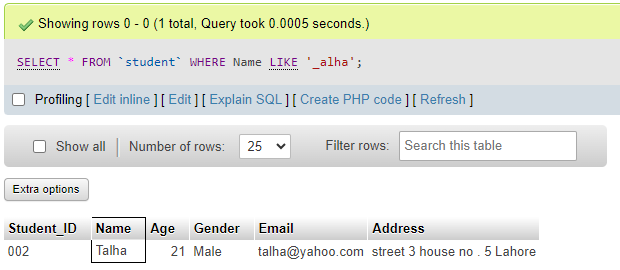 Showing rows 0 - 0 (1 total, Query took 0.0005 seconds.)
SELECT * FROM `student` WHERE Name LIKE '_alha';
Profiling [ Edit inline ] [ Edit ] [ Explain SQL ] [ Create PHP code ] [ Refresh ]
Show all Number of rows: 25 Filter rows: Search this table
Extra options
Student_ID Name Age Gender Email Address
002 Talha 21 Male talha@yahoo.com street 3 house no . 5 Lahore